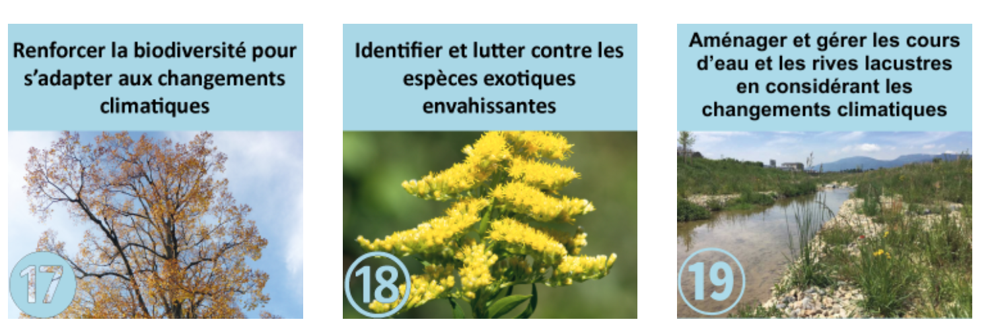 Renforcer la biodiversité pour
s’adapter aux changements
climatiques
17
Identifier et lutter contre les
espèces exotiques
envahissantes
18
Aménager et gérer les cours
d’eau et les rives lacustres
en considérant les
changements climatiques
19